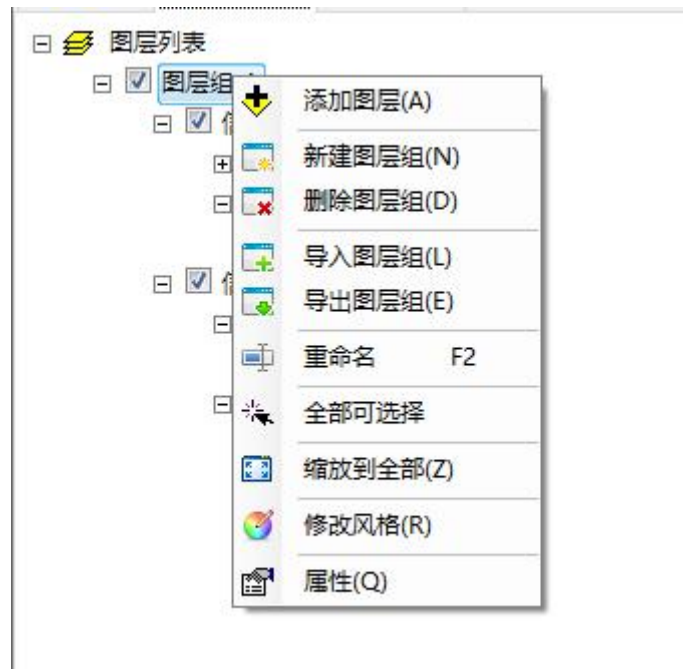 图层列表
图层组
添加图层(A)
新建图层组(N)
删除图层组(D)
导入图层组(L)
导出图层组(E)
重命名 F2
全部可选择
缩放到全部(Z)
修改风格(R)
属性(Q)